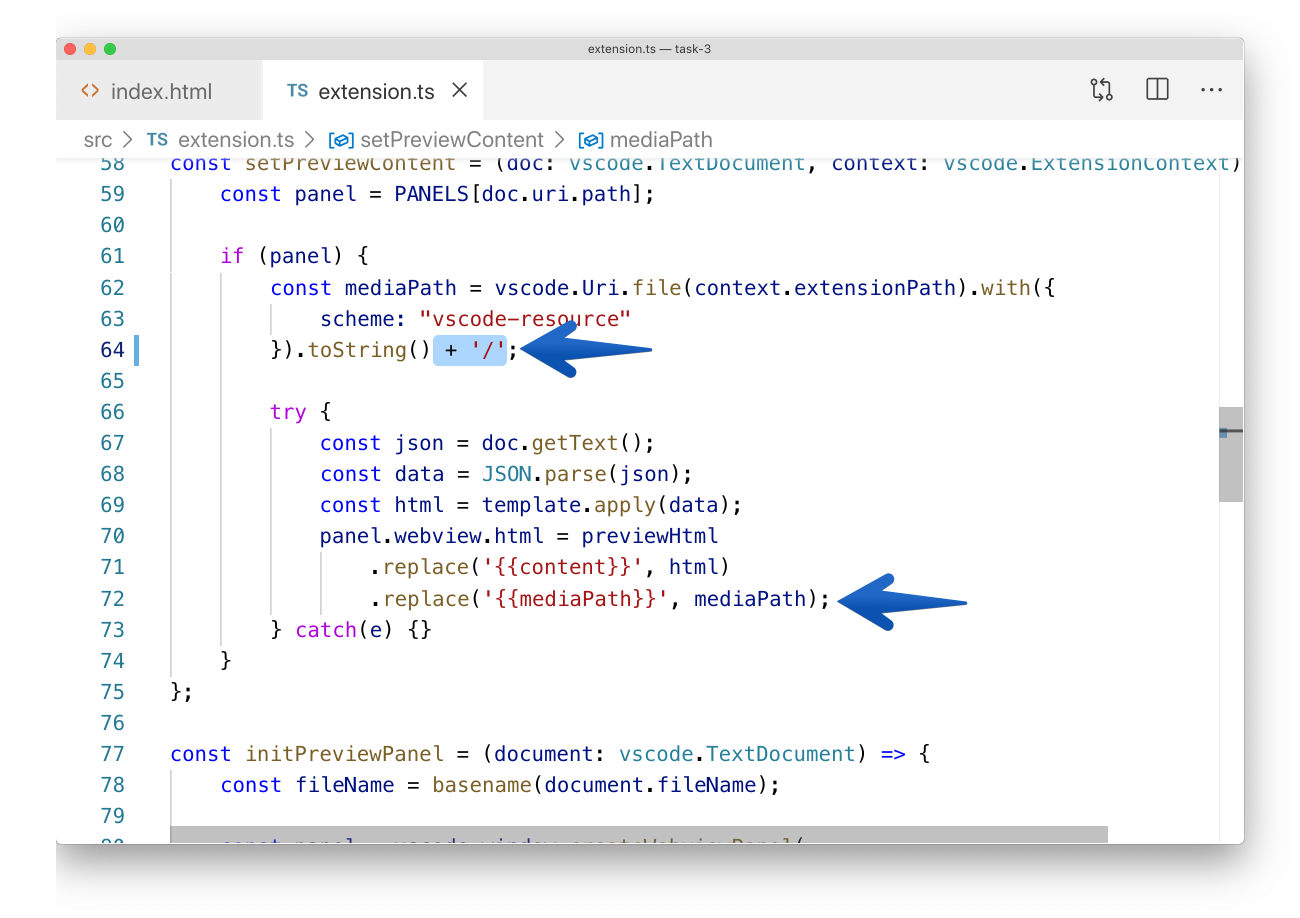 extension.ts — task-3
<> index.html TS extension.ts ×
src > TS extension.ts > setPreviewContent > mediaPath
58 const setPreviewContent = (doc: vscode.TextDocument, context: vscode.ExtensionContext)
59 const panel = PANELS[doc.uri.path];
60
61 if (panel) {
62 const mediaPath = vscode.Uri.file(context.extensionPath).with({
63 scheme: "vscode-resource"
64 }).toString() + '/';
65
66 try {
67 const json = doc.getText();
68 const data = JSON.parse(json);
69 const html = template.apply(data);
70 panel.webview.html = previewHtml
71 .replace('{{content}}', html)
72 .replace('{{mediaPath}}', mediaPath);
73 } catch(e) {}
74 }
75 };
76
77 const initPreviewPanel = (document: vscode.TextDocument) => {
78 const fileName = basename(document.fileName);
79
80 const panel = vscode.window.createWebviewPanel(